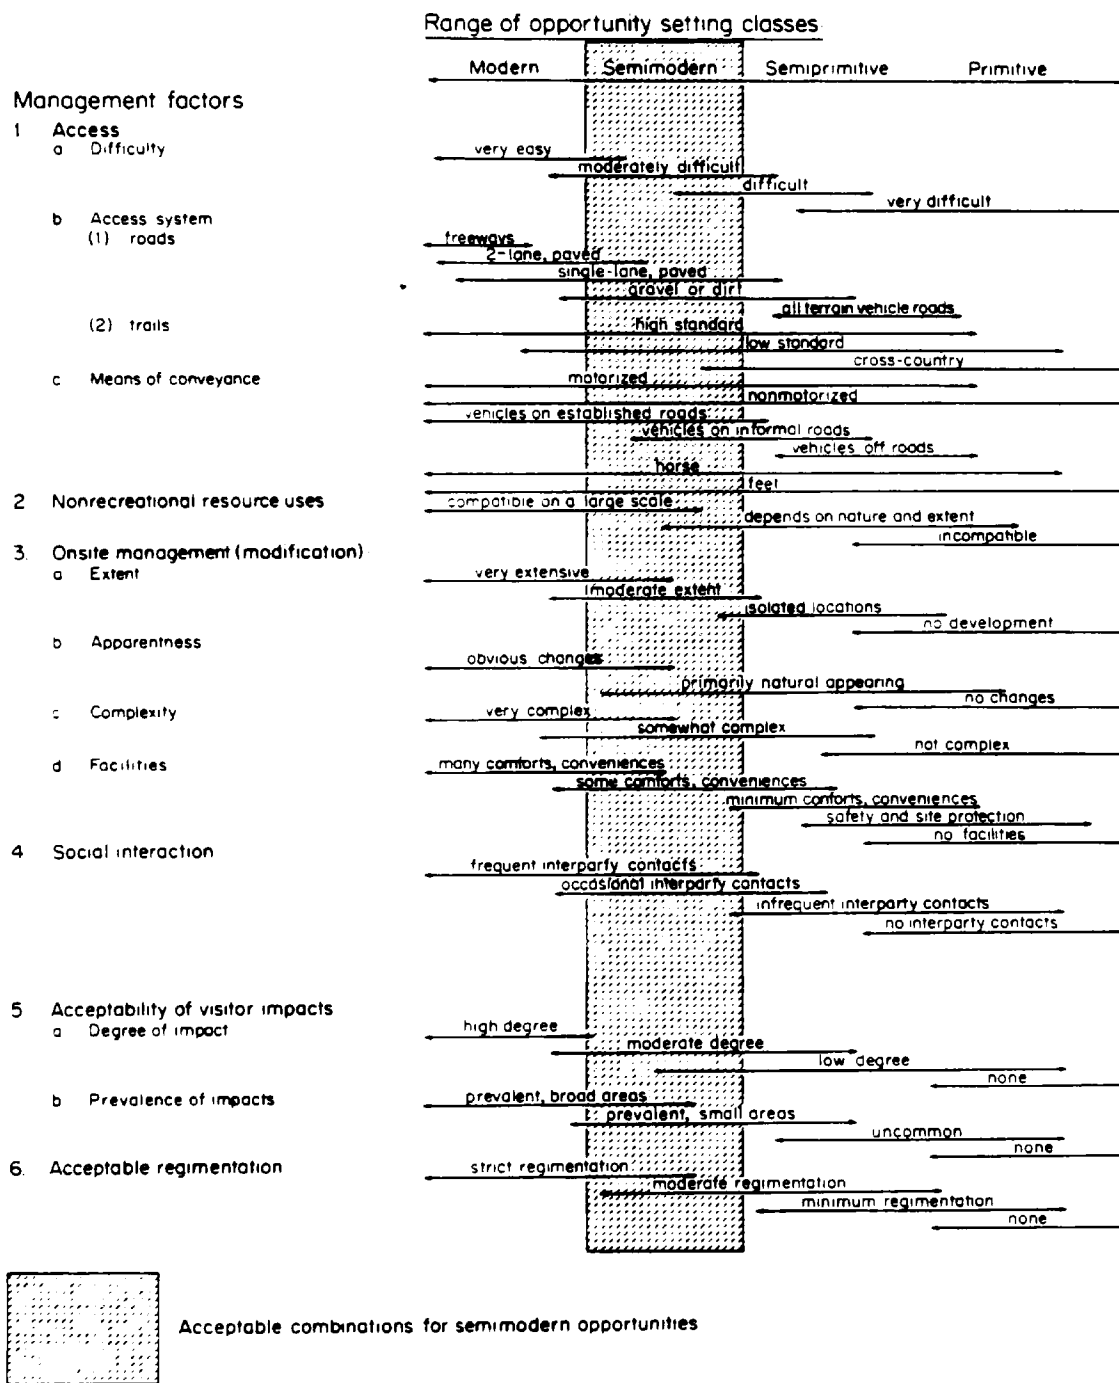 Range of opportunity setting classes
Modern Semimodern Semiprimitive Primitive
Management factors
1 Access
a Difficulty
very easy
moderately difficult
difficult
very difficult
b Access system
(1) roads
freeways
2-lane, paved
single-lane, paved
gravel or dirt
all terrain vehicle roads
(2) trails
high standard
low standard
cross-country
c Means of conveyance
motorized
nonmotorized
vehicles on established roads
vehicles on informal roads
vehicles off roads
horse
feet
2 Nonrecreational resource uses
compatible on a large scale
depends on nature and extent
incompatible
3. Onsite management (modification)
a Extent
very extensive
moderate extent
isolated locations
no development
b Apparentness
obvious changes
primarily natural appearing
no changes
c Complexity
very complex
somewhat complex
not complex
d Facilities
many comforts, conveniences
some comforts, conveniences
minimum conforts, conveniences
safety and site protection
no facilities
4 Social interaction
frequent interparty contacts
occasional interparty contacts
infrequent interparty contacts
no interparty contacts
5 Acceptability of visitor impacts
a Degree of impact
high degree
moderate degree
low degree
none
b Prevalence of impacts
prevalent, broad areas
prevalent, small areas
uncommon
none
6. Acceptable regimentation
strict regimentation
moderate regimentation
minimum regimentation
none
Acceptable combinations for semimodern opportunities